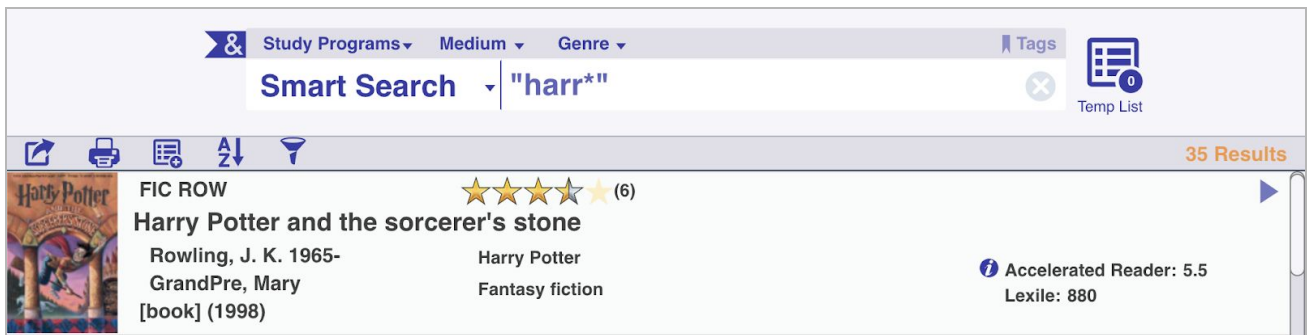 & Study Programs Medium Genre Tags
Smart Search "harr*"
0
Temp List
A
Z
35 Results
Harry Potter
FIC ROW (6)
Harry Potter and the sorcerer's stone
Rowling, J. K. 1965-
GrandPre, Mary
[book] (1998)
Harry Potter
Fantasy fiction
i Accelerated Reader: 5.5
Lexile: 880